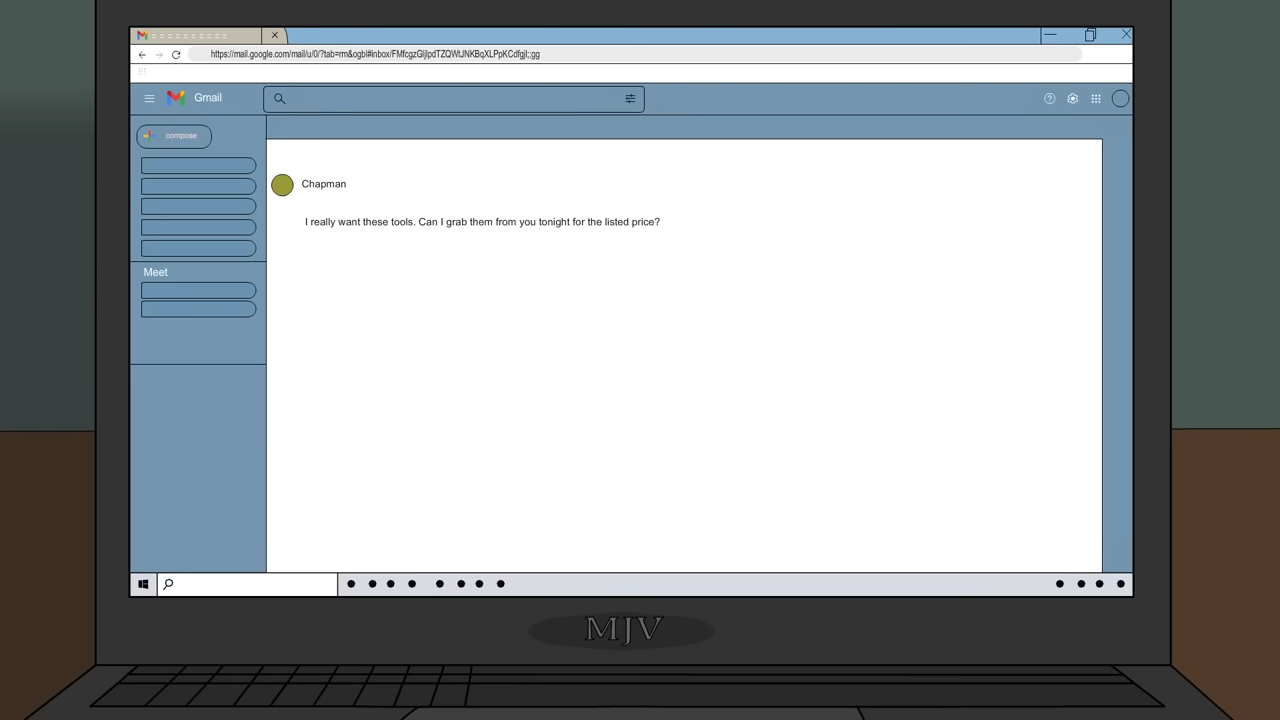 https://mail.google.com/mail/u/0/?tab=rm&ogbl#inbox/FMfcgzGljlpdTZQWtJNKBqXLPpKCdfgjl;;gg
Gmail
compose
Chapman
I really want these tools. Can I grab them from you tonight for the listed price?
Meet
MJV